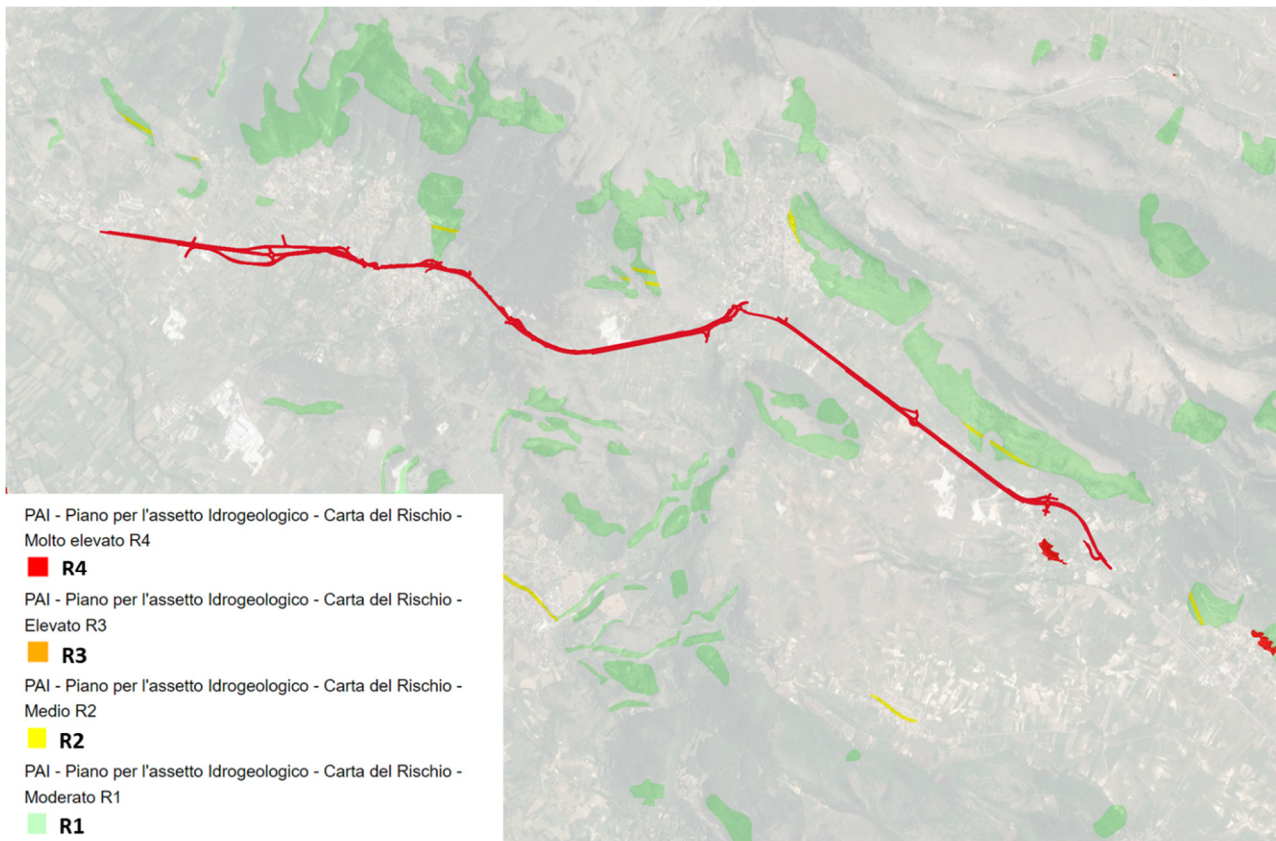 PAI - Piano per l'assetto Idrogeologico - Carta del Rischio -
Molto elevato R4
R4
PAI - Piano per l'assetto Idrogeologico - Carta del Rischio -
Elevato R3
R3
PAI - Piano per l'assetto Idrogeologico - Carta del Rischio -
Medio R2
R2
PAI - Piano per l'assetto Idrogeologico - Carta del Rischio -
Moderato R1
R1